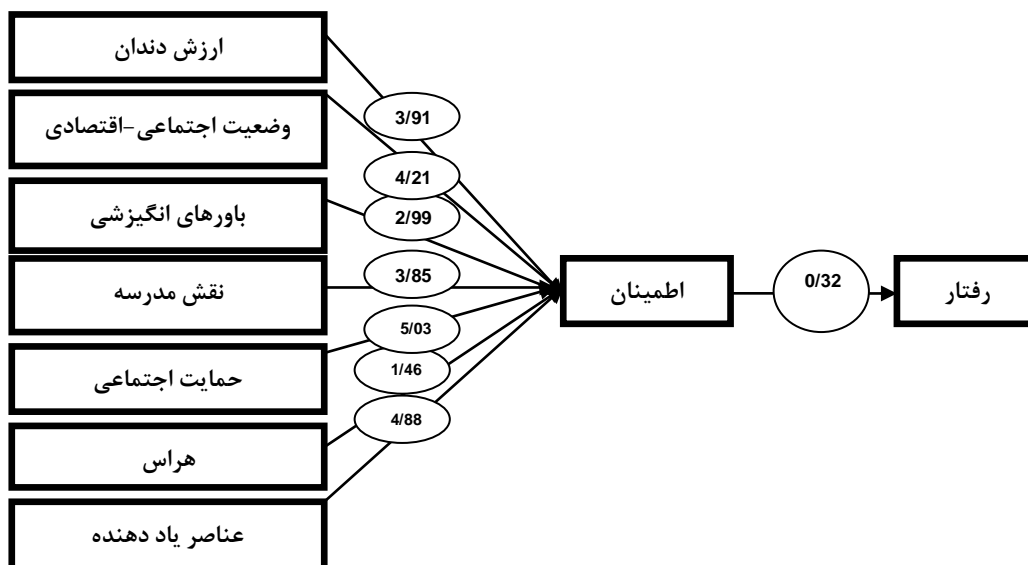 ارزش دندان
3/91
وضعیت اجتماعی-اقتصادی
4/21
باورهای انگیزشی
2/99
نقش مدرسه
3/85
اطمینان
0/32
رفتار
حمایت اجتماعی
5/03
1/46
هراس
4/88
عناصر یاد دهنده